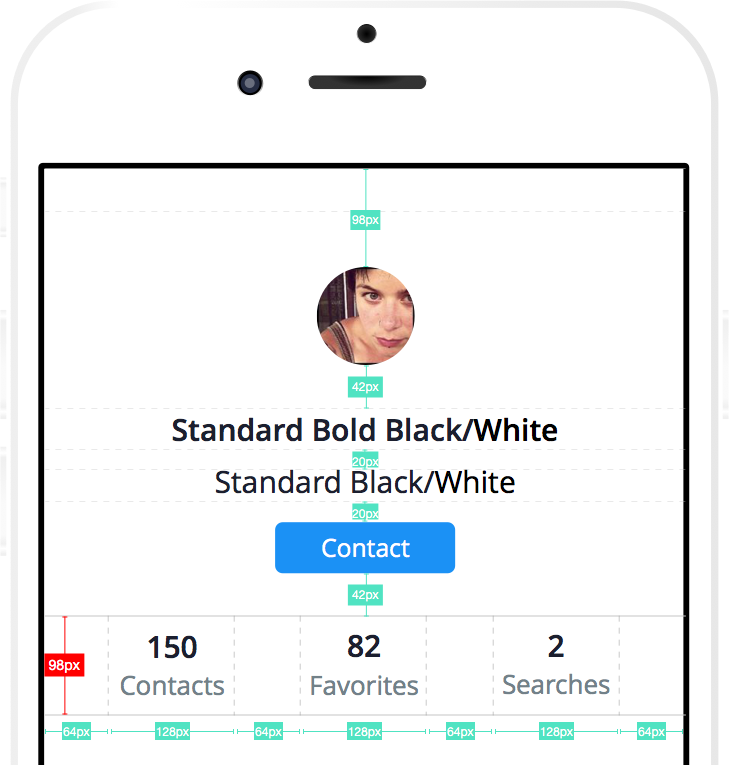 98px
42px
Standard Bold Black/White
20px
Standard Black/White
20px
Contact
42px
98px
150 82 2
Contacts Favorites Searches
64px 128px 64px 128px 64px 128px 64px